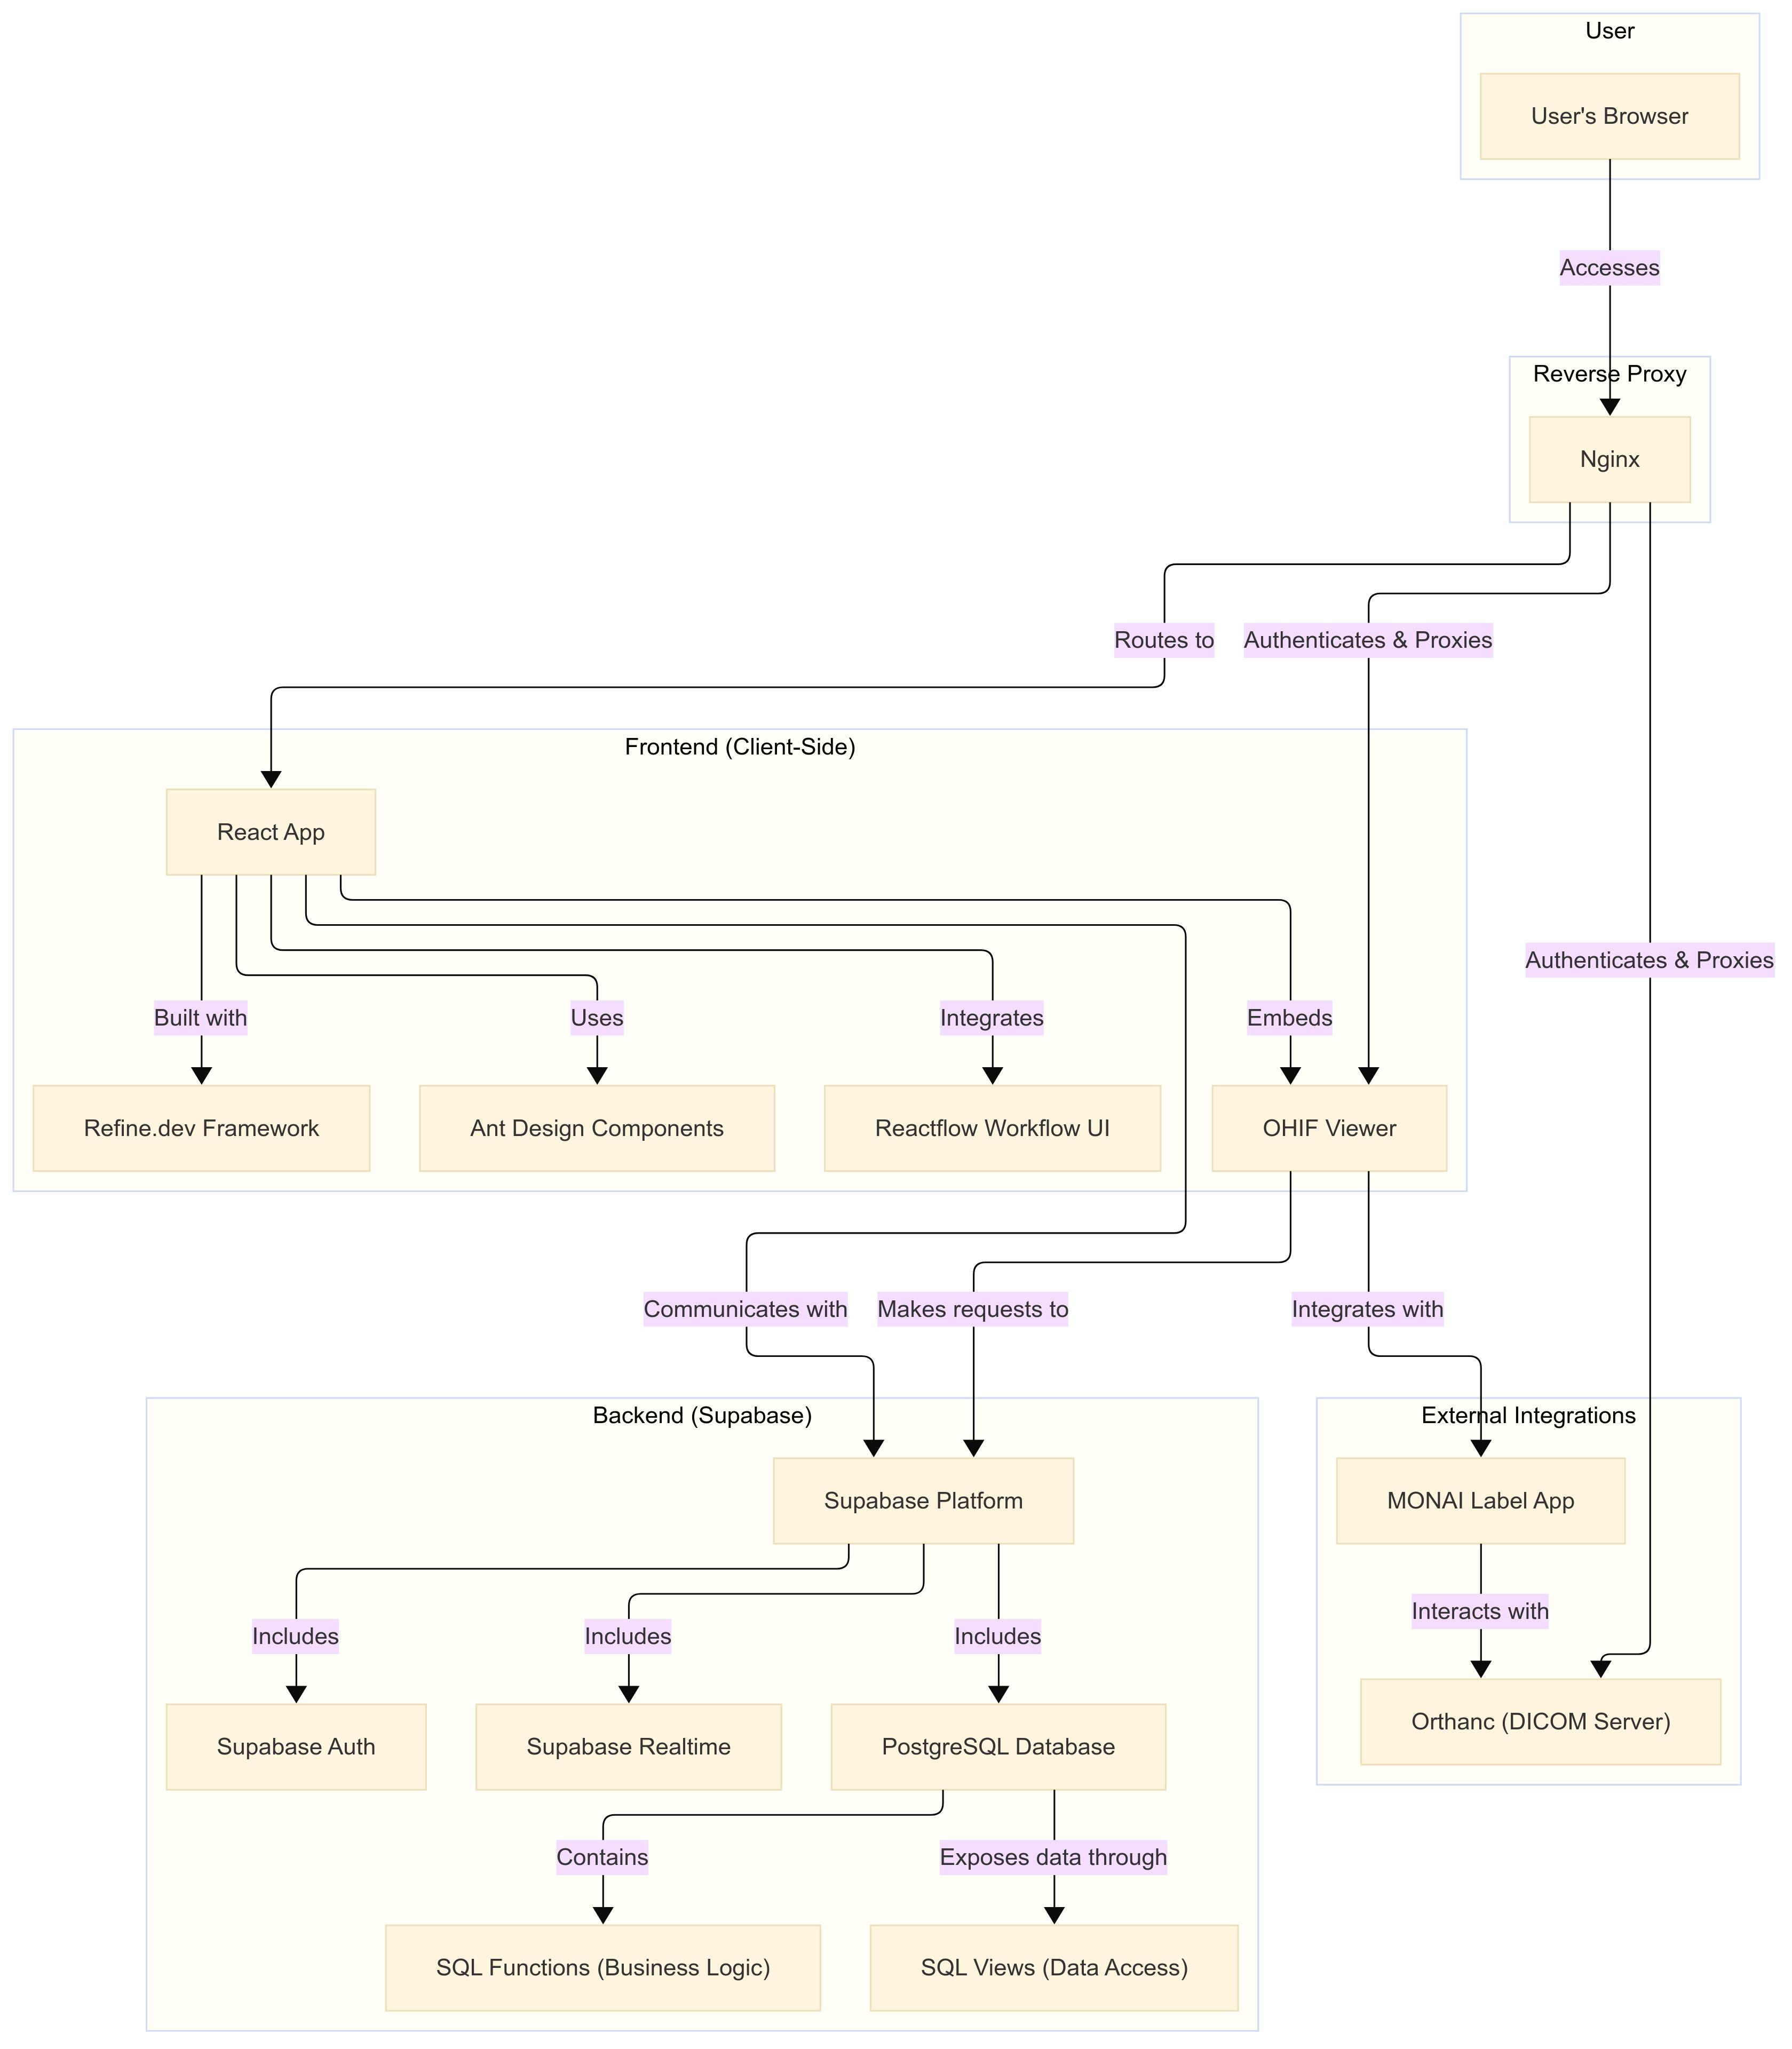 User
User's Browser
Accesses
Reverse Proxy
Nginx
Routes to
Authenticates & Proxies
Frontend (Client-Side)
React App
Authenticates & Proxies
Built with
Uses
Integrates
Embeds
Refine.dev Framework
Ant Design Components
Reactflow Workflow UI
OHIF Viewer
Communicates with
Makes requests to
Integrates with
Backend (Supabase)
External Integrations
Supabase Platform
MONAI Label App
Interacts with
Includes
Includes
Includes
Orthanc (DICOM Server)
Supabase Auth
Supabase Realtime
PostgreSQL Database
Contains
Exposes data through
SQL Functions (Business Logic)
SQL Views (Data Access)